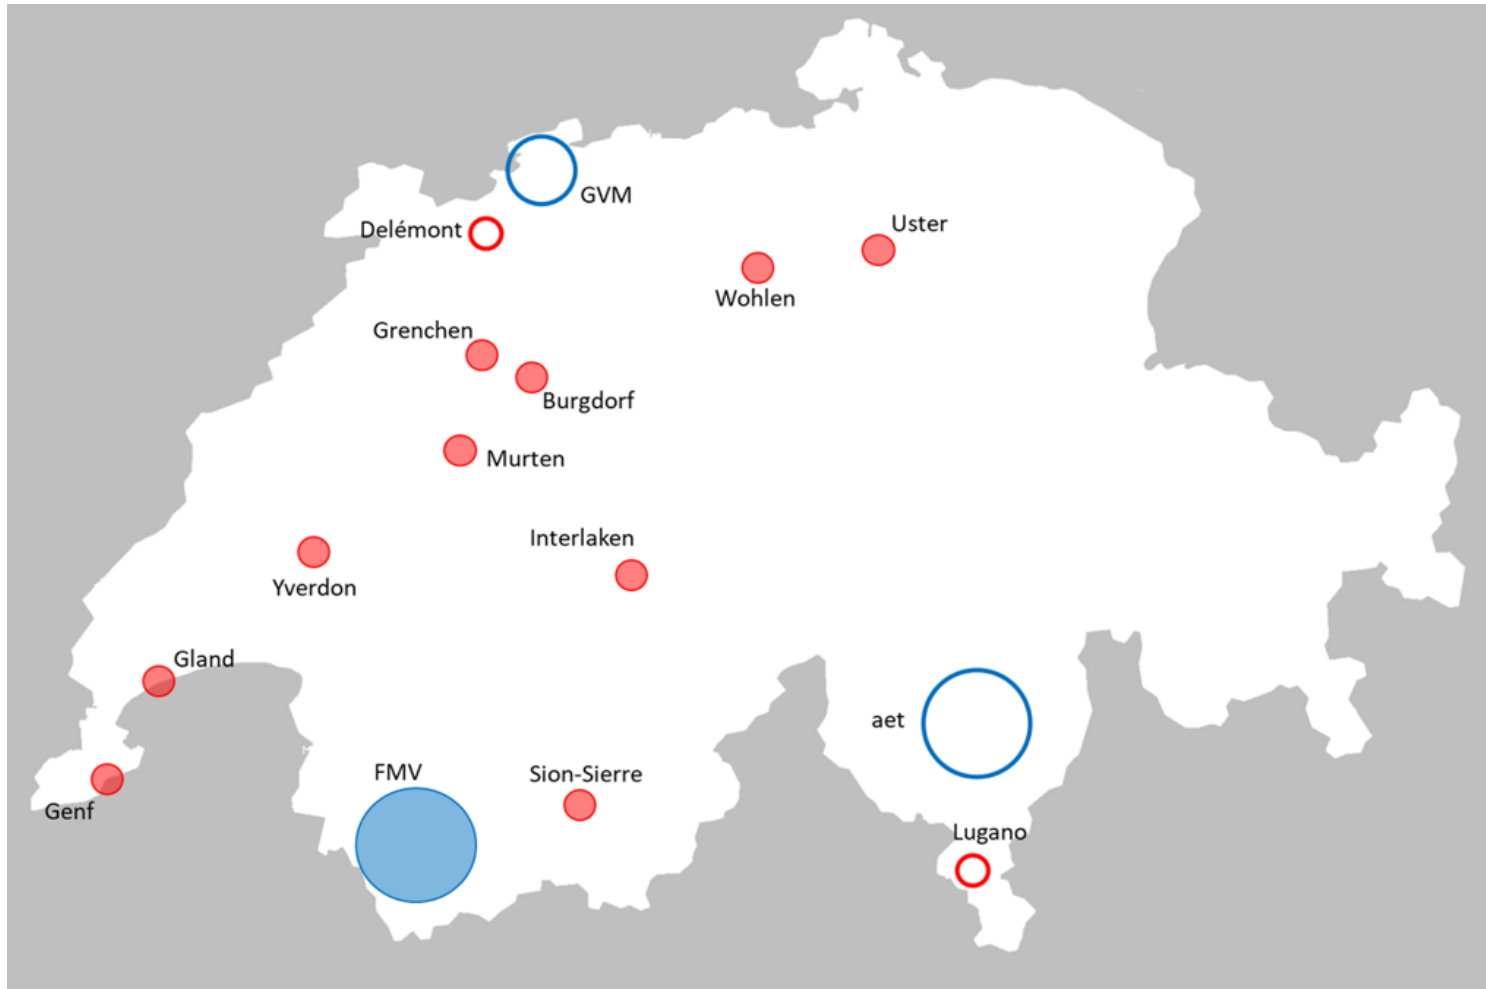 GVM
Delémont
Uster
Wohlen
Grenchen
Burgdorf
Murten
Interlaken
Yverdon
Gland
aet
FMV
Sion-Sierre
Genf
Lugano